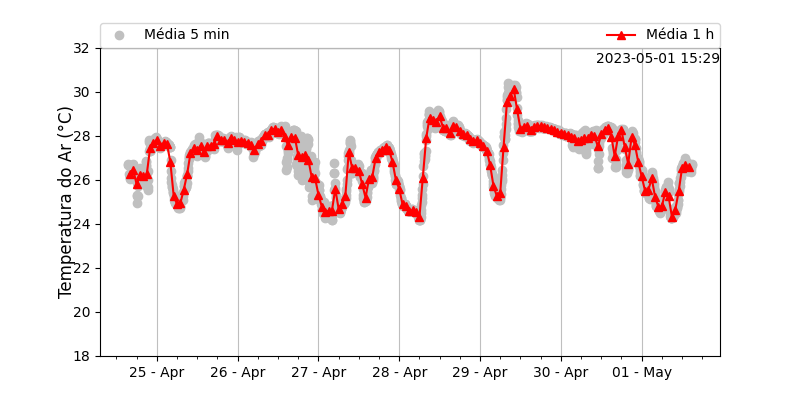 Média 5 min
Média 1 h
2023-05-01 15:29
Temperatura do Ar (°C)
32
30
28
26
24
22
20
18
25 - Apr
26 - Apr
27 - Apr
28 - Apr
29 - Apr
30 - Apr
01 - May